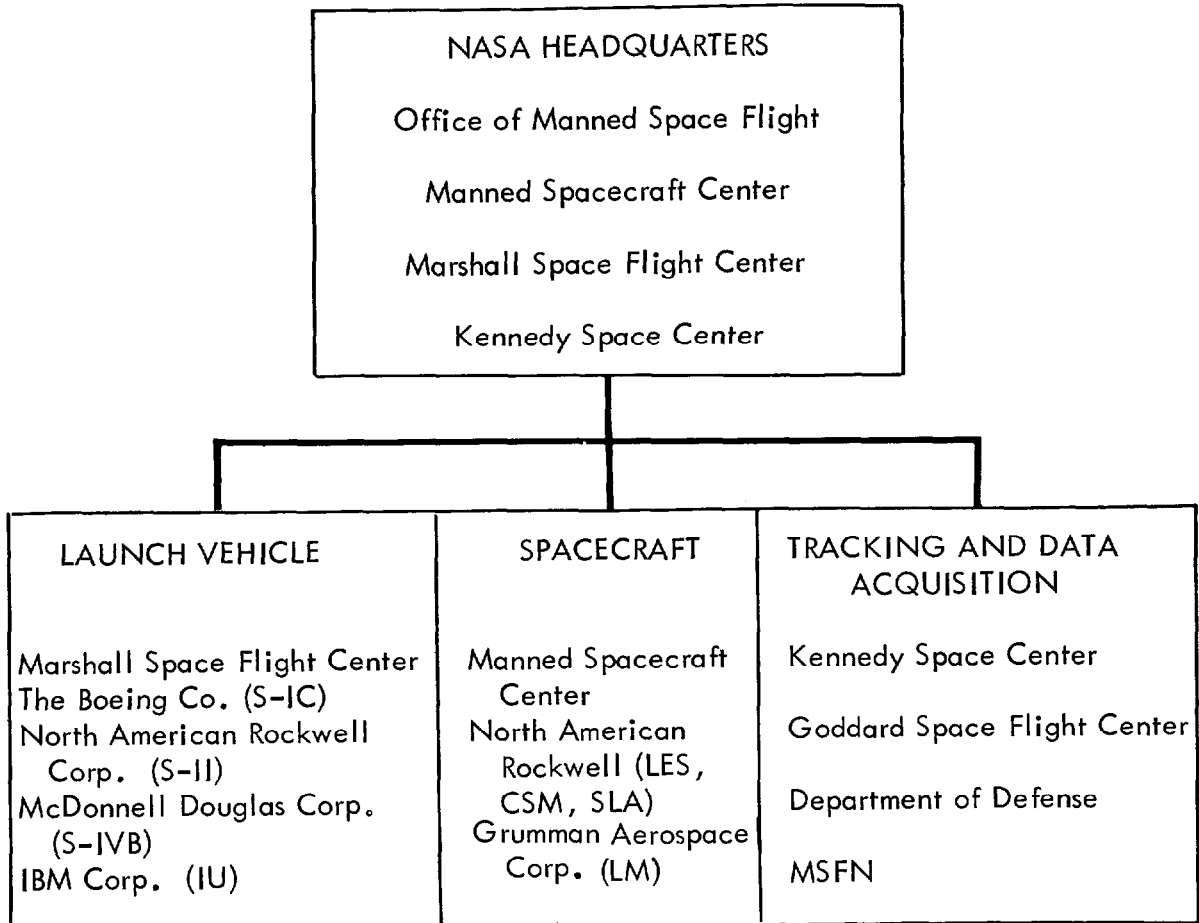 NASA HEADQUARTERS
Office of Manned Space Flight
Manned Spacecraft Center
Marshall Space Flight Center
Kennedy Space Center
LAUNCH VEHICLE
Marshall Space Flight Center
The Boeing Co. (S-IC)
North American Rockwell
Corp. (S-II)
McDonnell Douglas Corp.
(S-IVB)
IBM Corp. (IU)
SPACECRAFT
Manned Spacecraft
Center
North American
Rockwell (LES,
CSM, SLA)
Grumman Aerospace
Corp. (LM)
TRACKING AND DATA
ACQUISITION
Kennedy Space Center
Goddard Space Flight Center
Department of Defense
MSFN